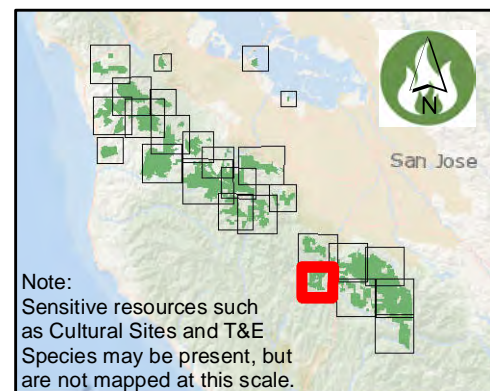 N
San Jose
Note:
Sensitive resources such
as Cultural Sites and T&E
Species may be present, but
are not mapped at this scale.